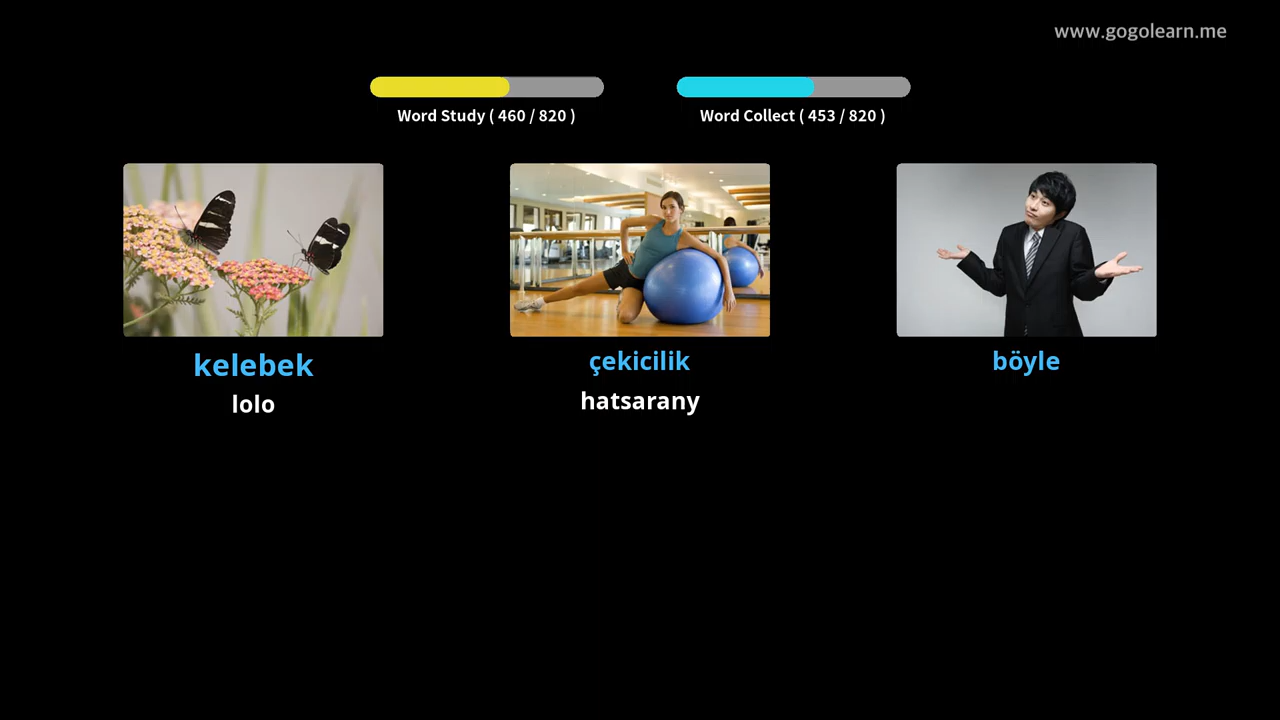 www.gogolearn.me
Word Study ( 460 / 820 )
Word Collect ( 453 / 820 )
kelebek
lolo
çekicilik
hatsarany
böyle